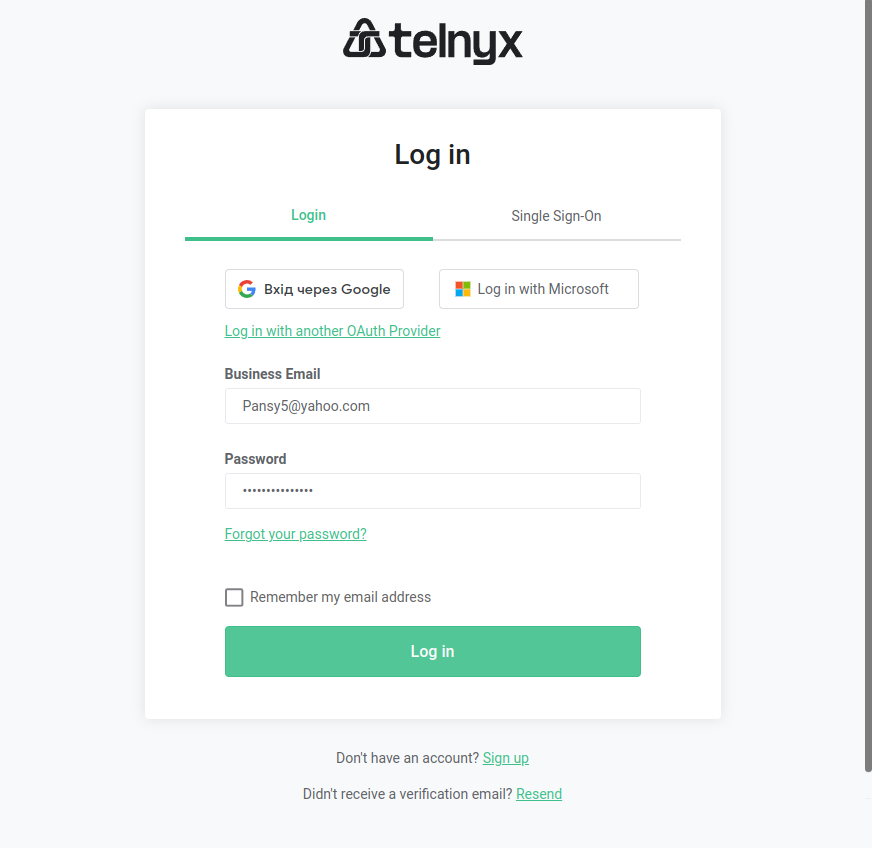 telnyx
Log in
Login
Single Sign-On
Вхід через Google
Log in with Microsoft
Log in with another OAuth Provider
Business Email
Pansy5@yahoo.com
Password
•••••••••••••••
Forgot your password?
Remember my email address
Log in
Don't have an account? Sign up
Didn't receive a verification email? Resend